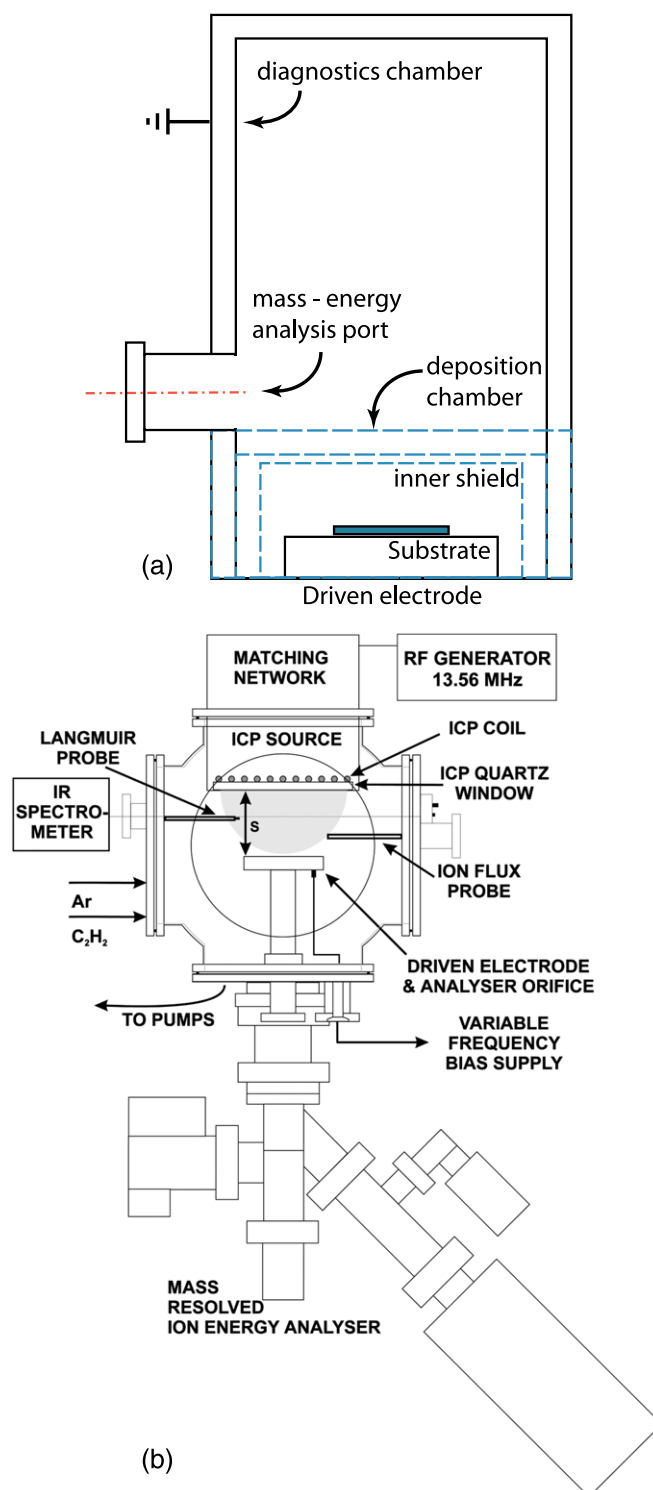 diagnostics chamber
mass - energy
analysis port
deposition
chamber
inner shield
Substrate
(a)
Driven electrode
MATCHING
NETWORK
RF GENERATOR
13.56 MHz
LANGMUIR
PROBE
ICP SOURCE
ICP COIL
ICP QUARTZ
WINDOW
IR
SPECTRO-
METER
S
ION FLUX
PROBE
Ar
C₂H₂
DRIVEN ELECTRODE
& ANALYSER ORIFICE
TO PUMPS
VARIABLE
FREQUENCY
BIAS SUPPLY
MASS
RESOLVED
ION ENERGY ANALYSER
(b)